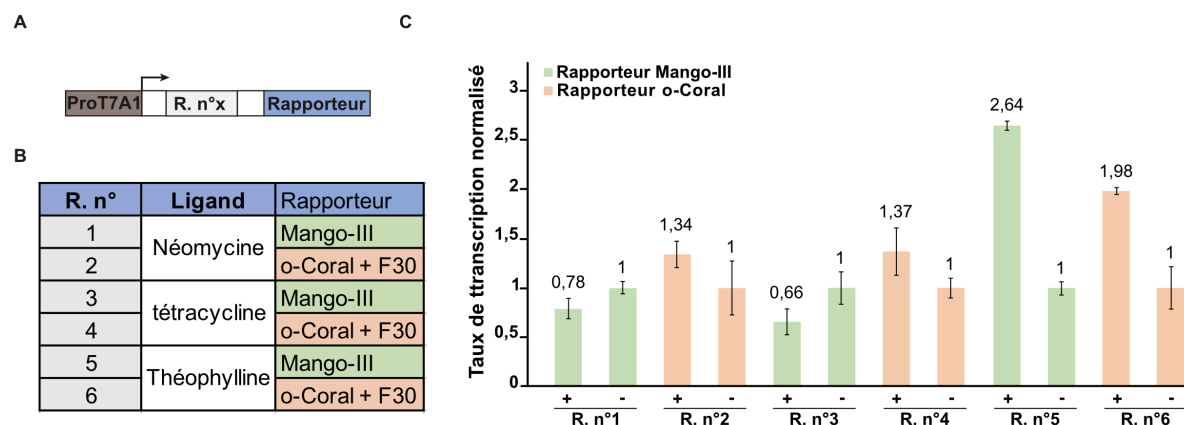 A
ProT7A1 R. n°x Rapporteur
B
R. n° Ligand Rapporteur
1 Néomycine Mango-III
2 o-Coral + F30
3 tétracycline Mango-III
4 o-Coral + F30
5 Théophylline Mango-III
6 o-Coral + F30
C
Taux de ttranscription normalisé
Rapporteur Mango-III
Rapporteur o-Coral
3
2,5
2
1,5
1
0,5
0
0,78 1 1,34 1 0,66 1 1,37 1 2,64 1 1,98 1
+ - + - + - + - + - + -
R. n°1 R. n°2 R. n°3 R. n°4 R. n°5 R. n°6